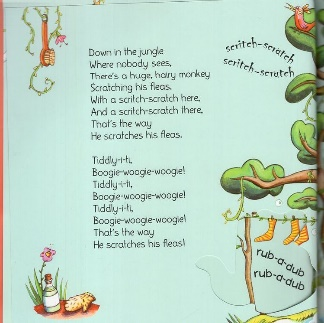 Down in the jungle
Where nobody sees,
There's a huge, hairy monkey
Scratching his fleas.
With a scritch-scratch here,
And a scritch-scratch there,
That's the way
He scratches his fleas.
Tiddly-i-ti,
Boogie-woogie-woogie!
Tiddly-i-ti,
Boogie-woogie-woogie!
Tiddly-i-ti,
Boogie-woogie-woogie!
That's the way
He scratches his fleas!
scritch-scratch
scritch-scratch
rub-a-dub
rub-a-dub